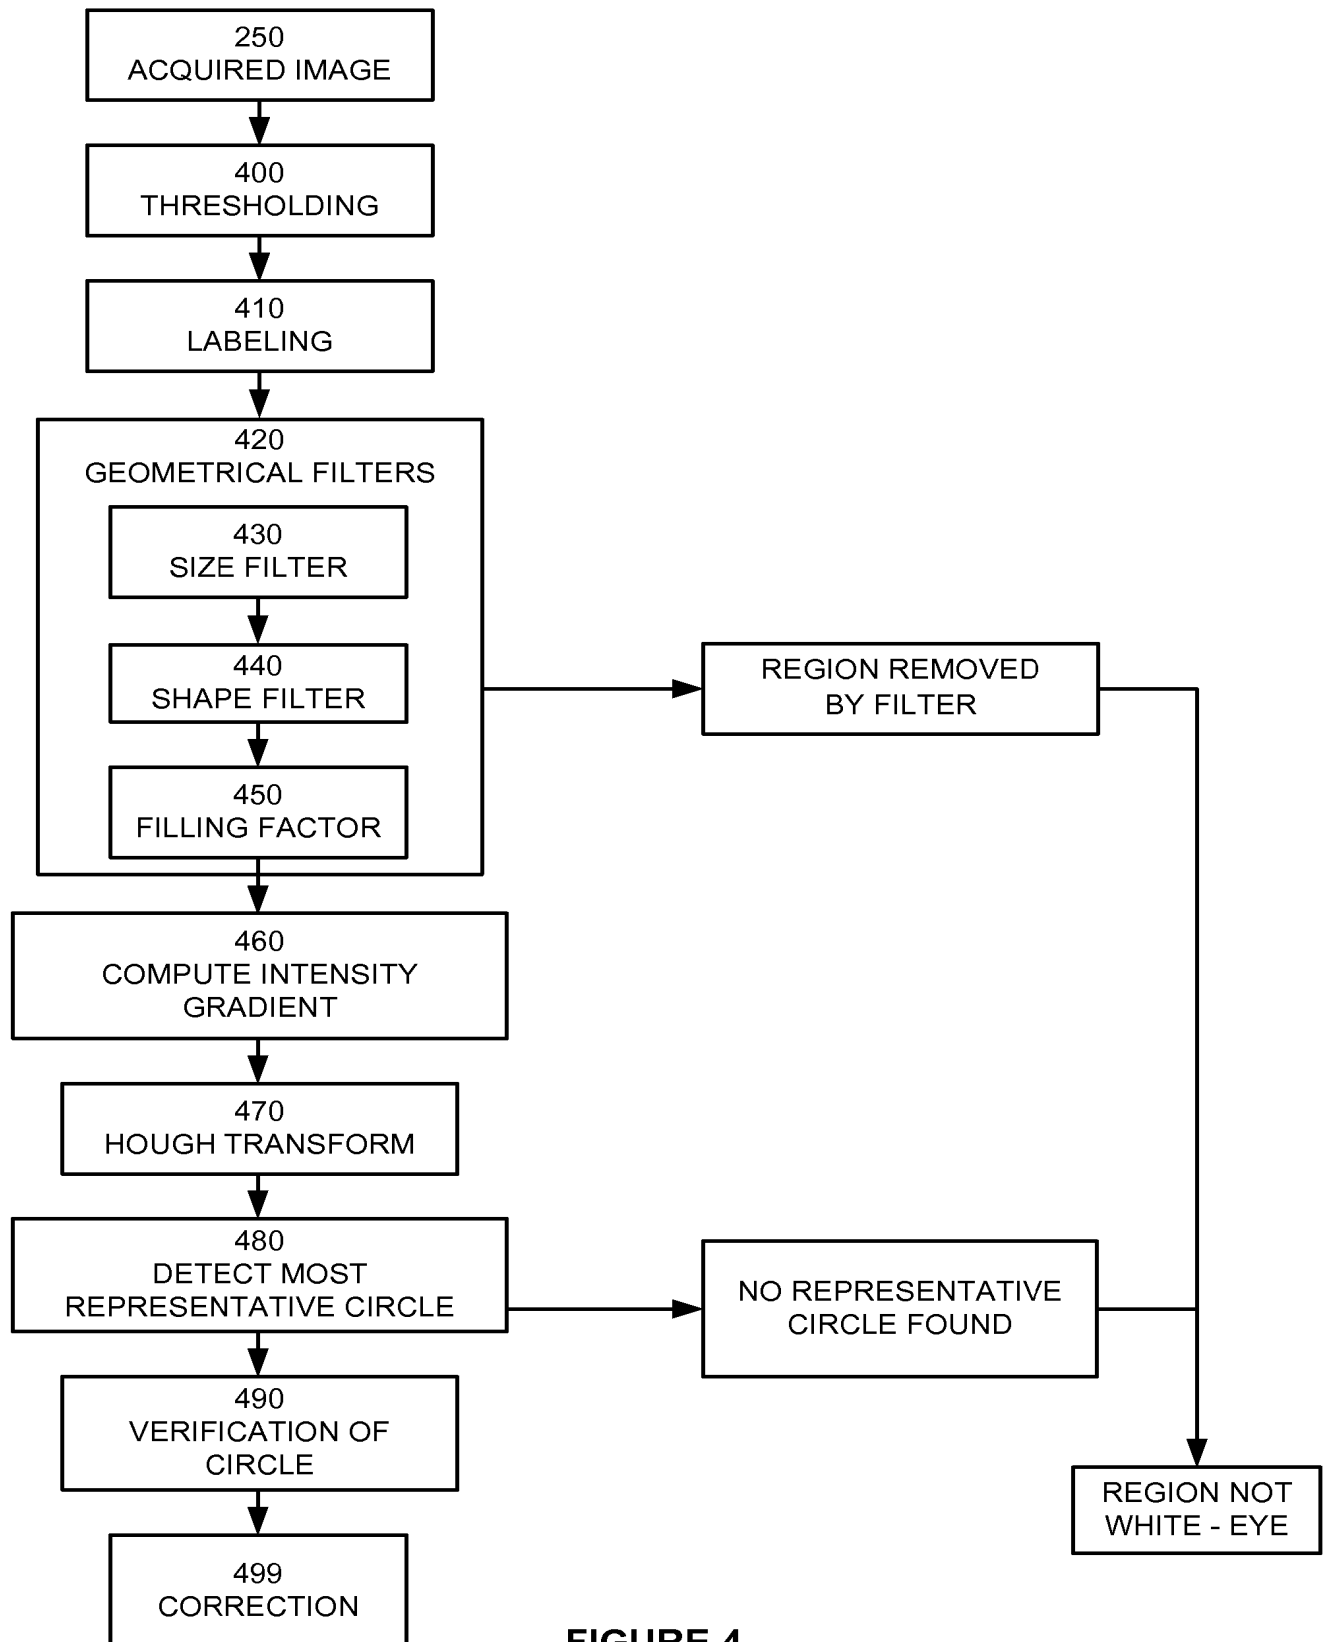 250
ACQUIRED IMAGE
400
THRESHOLDING
410
LABELING
420
GEOMETRICAL FILTERS
430
SIZE FILTER
440
SHAPE FILTER
450
FILLING FACTOR
REGION REMOVED
BY FILTER
460
COMPUTE INTENSITY
GRADIENT
470
HOUGH TRANSFORM
480
DETECT MOST
REPRESENTATIVE CIRCLE
NO REPRESENTATIVE
CIRCLE FOUND
490
VERIFICATION OF
CIRCLE
REGION NOT
WHITE - EYE
499
CORRECTION
FIGURE 4